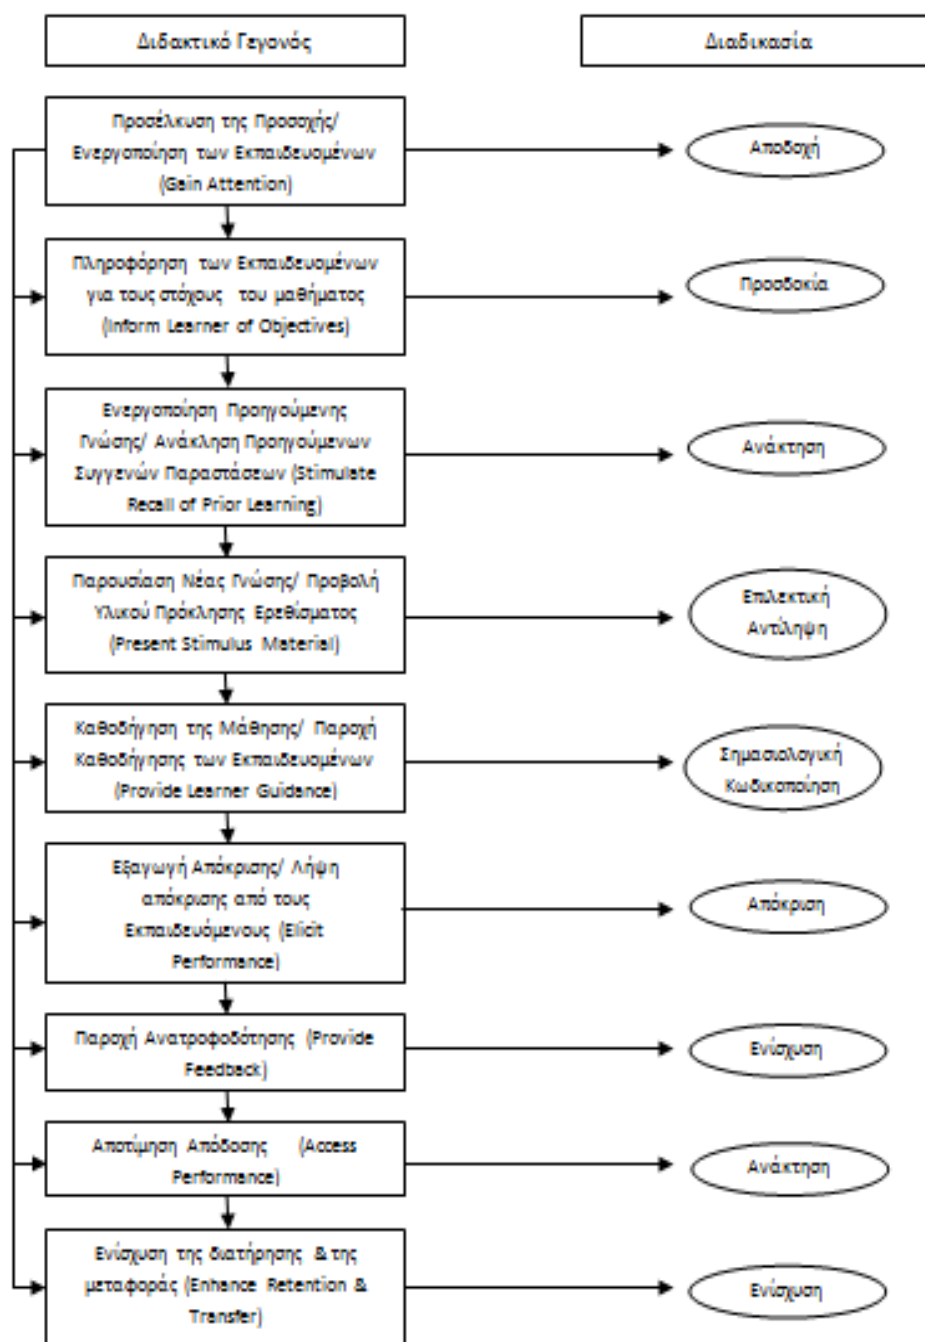 Διδακτικό Γεγονός
Διαδικασία
Προσέλκυση της Προσοχής/
Ενεργοποίηση των Εκπαιδευομένων
(Gain Attention)
Αποδοχή
Πληροφόρηση των Εκπαιδευομένων
για τους στόχους του μαθήματος
(Inform Learner of Objectives)
Προσδοκία
Ενεργοποίηση Προηγούμενης
Γνώσης/ Ανάκληση Προηγούμενων
Συγγενών Παραστάσεων (Stimulate
Recall of Prior Learning)
Ανάκτηση
Παρουσίαση Νέας Γνώσης/ Προβολή
Υλικού Πρόκλησης Ερεθίσματος
(Present Stimulus Material)
Επιλεκτική
Αντίληψη
Καθοδήγηση της Μάθησης/ Παροχή
Καθοδήγησης των Εκπαιδευομένων
(Provide Learner Guidance)
Σημασιολογική
Κωδικοποίηση
Εξαγωγή Απόκρισης/ Λήψη
απόκρισης από τους
Εκπαιδευόμενους (Elicit
Performance)
Απόκριση
Παροχή Ανατροφοδότησης (Provide
Feedback)
Ενίσχυση
Αποτίμηση Απόδοσης (Access
Performance)
Ανάκτηση
Ενίσχυση της διατήρησης & της
μεταφοράς (Enhance Retention &
Transfer)
Ενίσχυση